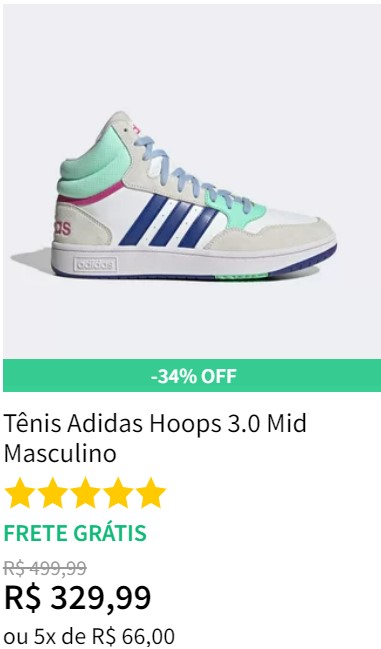 as
adidas
-34% OFF
Tênis Adidas Hoops 3.0 Mid
Masculino
FRETE GRÁTIS
R$ 499,99
R$ 329,99
ou 5x de R$ 66,00